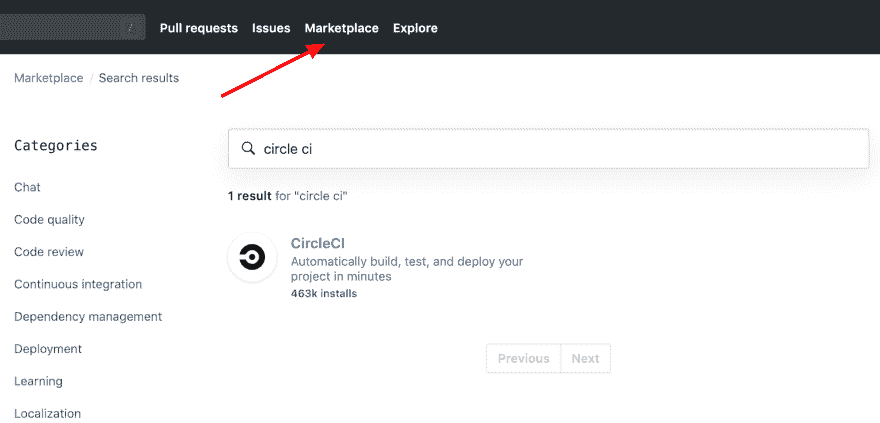 / Pull requests Issues Marketplace Explore
Marketplace / Search results
Categories
Chat
Code quality
Code review
Continuous integration
Dependency management
Deployment
Learning
Localization
circle ci
1 result for "circle ci"
CircleCI
Automatically build, test, and deploy your
project in minutes
463k installs
Previous Next